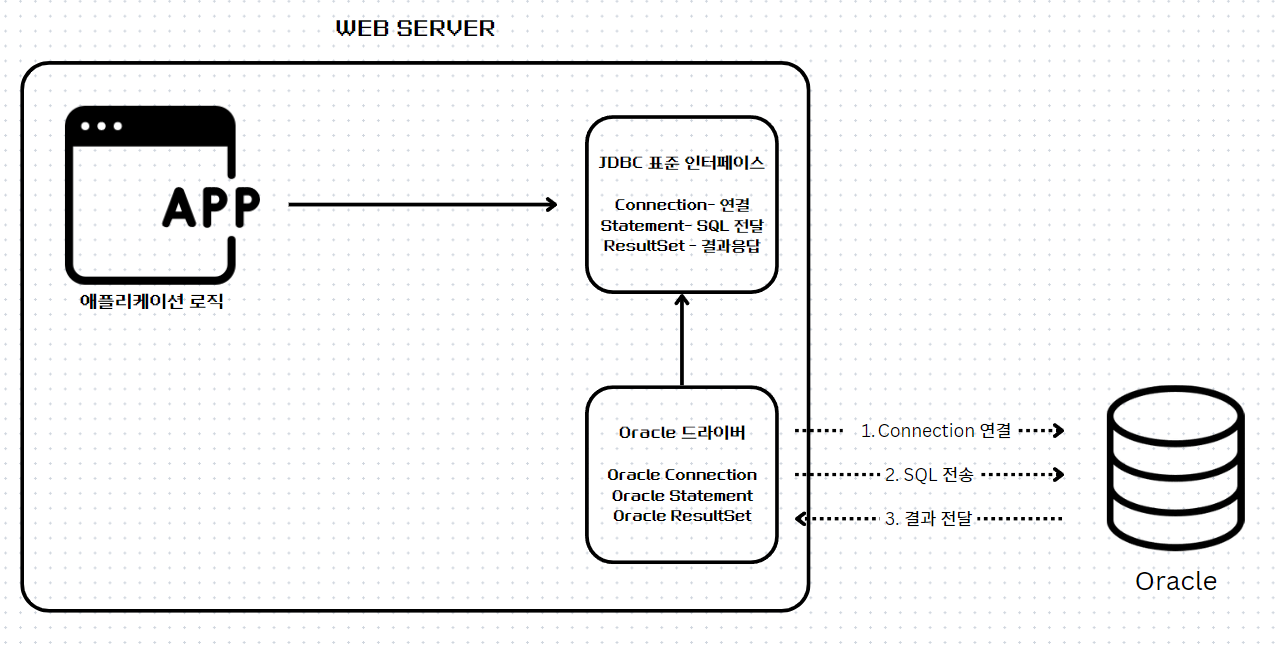 WEB SERVER
APP
애플리케이션 로직
JDBC 표준 인터페이스
Connection- 연결
Statement- SQL 전달
ResultSet - 결과응답
Oracle 드라이버
Oracle Connection
Oracle Statement
Oracle ResultSet
1. Connection 연결
2. SQL 전송
3. 결과 전달
Oracle